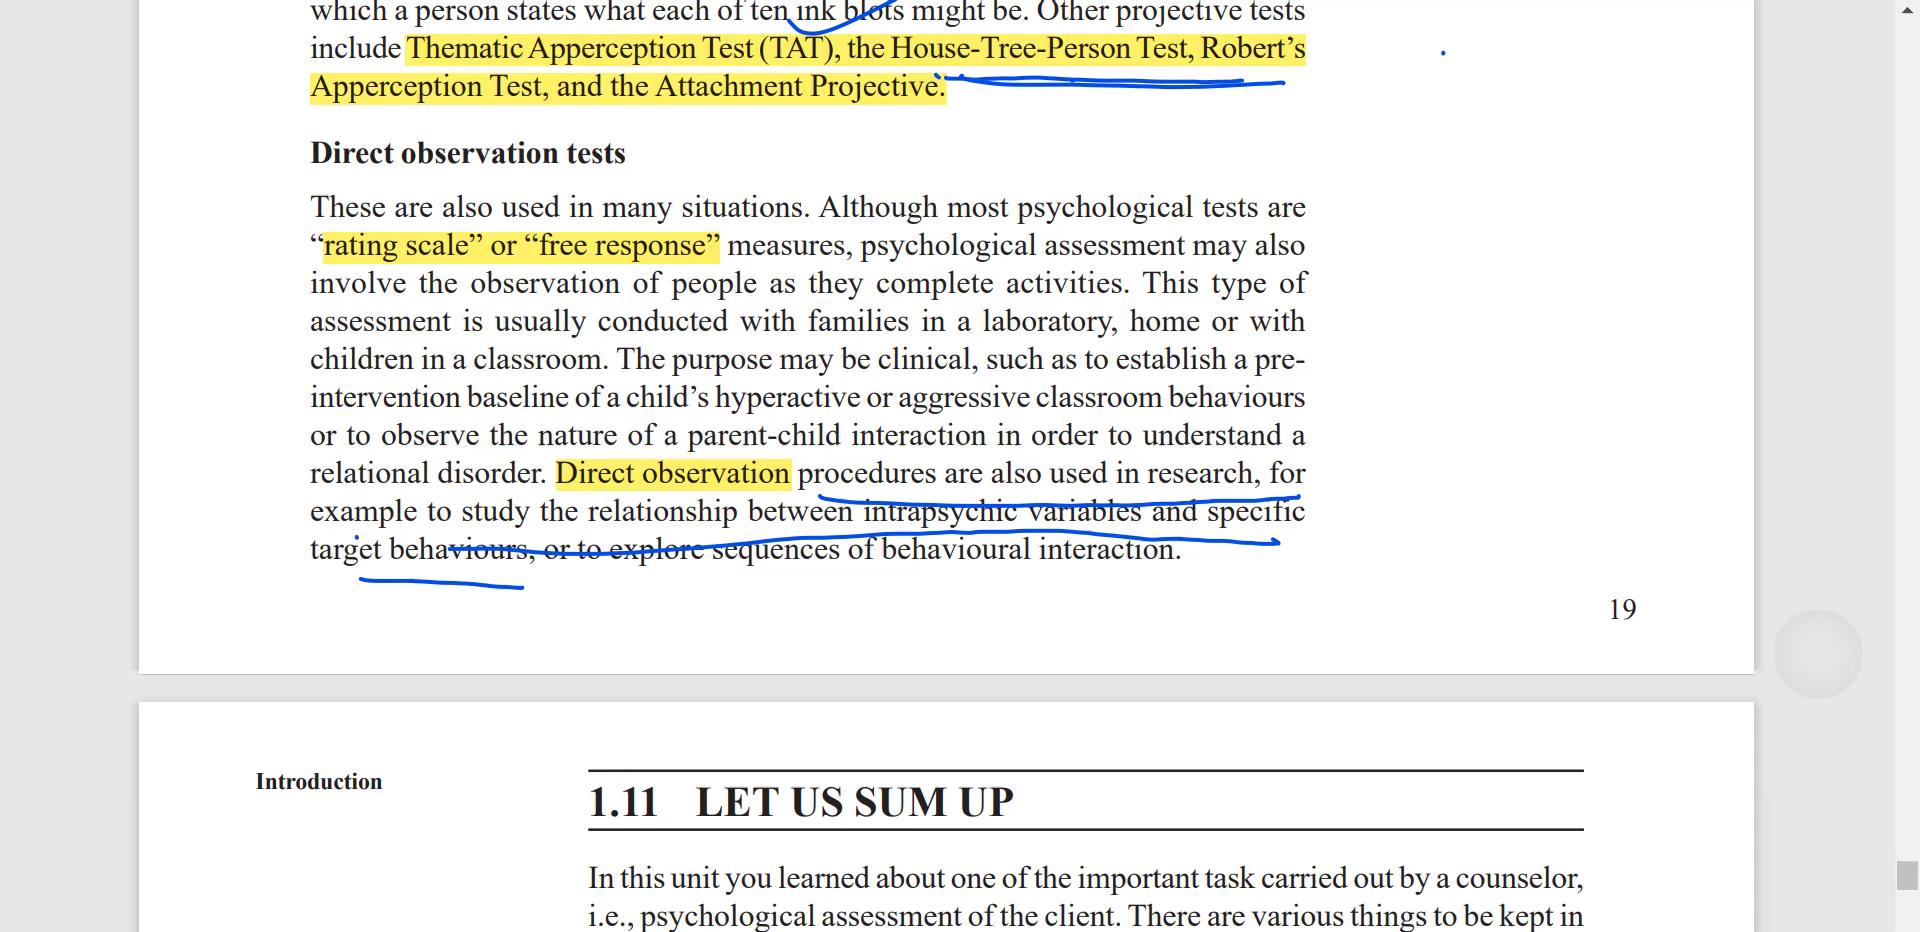 which a person states what each of ten ink blots might be. Other projective tests
include Thematic Apperception Test (TAT), the House-Tree-Person Test, Robert’s
Apperception Test, and the Attachment Projective.
Direct observation tests
These are also used in many situations. Although most psychological tests are
“rating scale” or “free response” measures, psychological assessment may also
involve the observation of people as they complete activities. This type of
assessment is usually conducted with families in a laboratory, home or with
children in a classroom. The purpose may be clinical, such as to establish a pre-
intervention baseline of a child’s hyperactive or aggressive classroom behaviours
or to observe the nature of a parent-child interaction in order to understand a
relational disorder. Direct observation procedures are also used in research, for
example to study the relationship between intrapsychic variables and specific
target behaviours, or to explore sequences of behavioural interaction.
19
Introduction
1.11 LET US SUM UP
In this unit you learned about one of the important task carried out by a counselor,
i.e., psychological assessment of the client. There are various things to be kept in